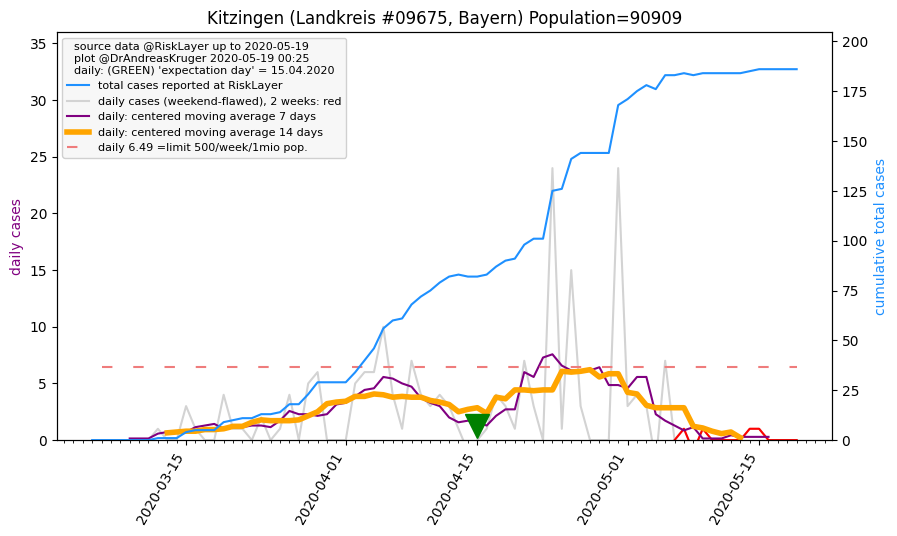 Kitzingen (Landkreis #09675, Bayern) Population=90909
source data @RiskLayer up to 2020-05-19
plot @DrAndreasKruger 2020-05-19 00:25
daily: (GREEN) 'expectation day' = 15.04.2020
total cases reported at RiskLayer
daily cases (weekend-flawed), 2 weeks: red
daily: centered moving average 7 days
daily: centered moving average 14 days
daily 6.49 =limit 500/week/1mio pop.
daily cases
35
30
25
20
15
10
5
0
cumulative total cases
200
175
150
125
100
75
50
25
0
2020-03-15
2020-04-01
2020-04-15
2020-05-01
2020-05-15